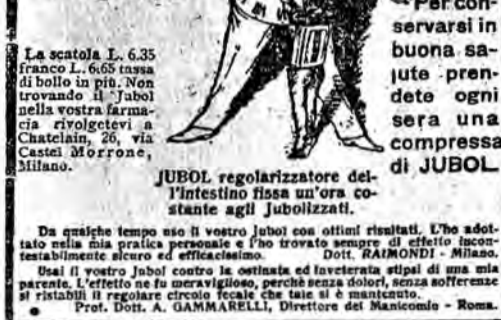 Per con-
servarsi in
buona sa-
lute pren-
dete ogni
sera una
compressa
di JUBOL
La scatola L. 6.35
franco L. 6.65 tassa
di bollo in più. Non
trovando il Jubol
nella vostra farma-
cia rivolgetevi a
Chatelain, 26, via
Castel Morrone,
Milano.
JUBOL regolarizzatore del-
l'intestino fissa un'ora co-
stante agli Jubolizzati.
Da qualche tempo uso il vostro Jubol con ottimi risultati. L'ho adot-
tato nella mia pratica personale e l'ho trovato sempre di effetto incon-
testabilmente sicuro ed efficacissimo. Dott. RAIMONDI - Milano.
Usai il vostro Jubol contro la ostinata ed inveterata stipsi di una mia
parente. L'effetto ne fu meraviglioso, perchè senza dolori, senza sofferenze
si ristabilì il regolare circolo fecale che tale si è mantenuto.
Prof. Dott. A. GAMMARELLI, Direttore del Manicomio - Roma.